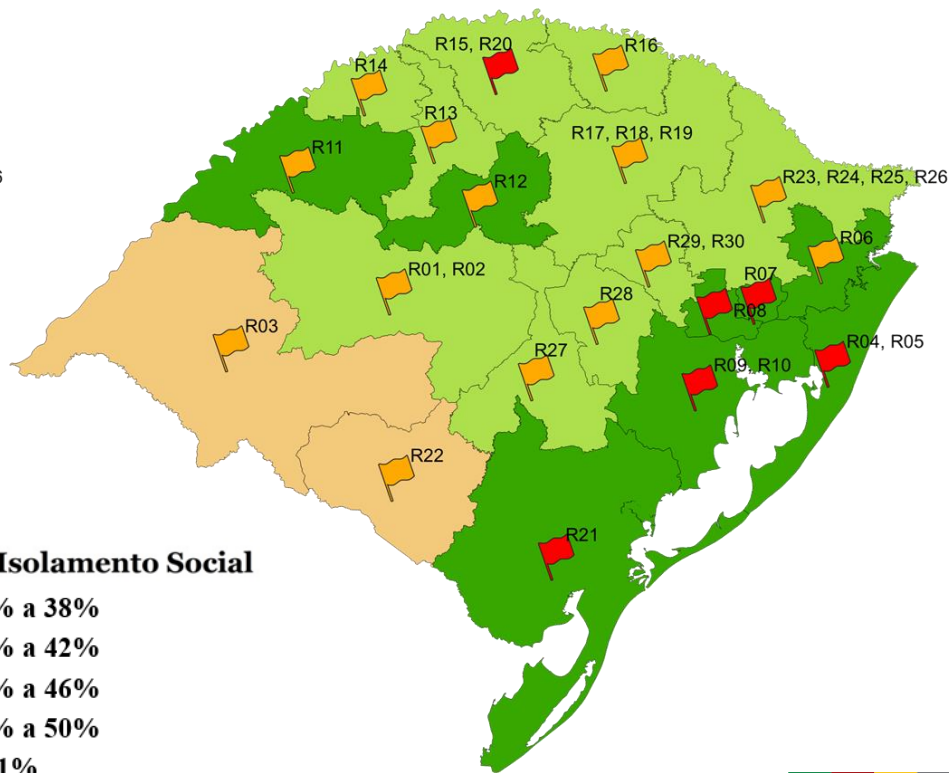 R15, R20
R16
R14
R13
R17, R18, R19
R11
R12
R23, R24, R25, R26
R06
R29, R30
R01, R02
R07
R28
R08
R03
R04, R05
R27
R09, R10
R22
R21
Isolamento Social
% a 38%
% a 42%
% a 46%
% a 50%
1%